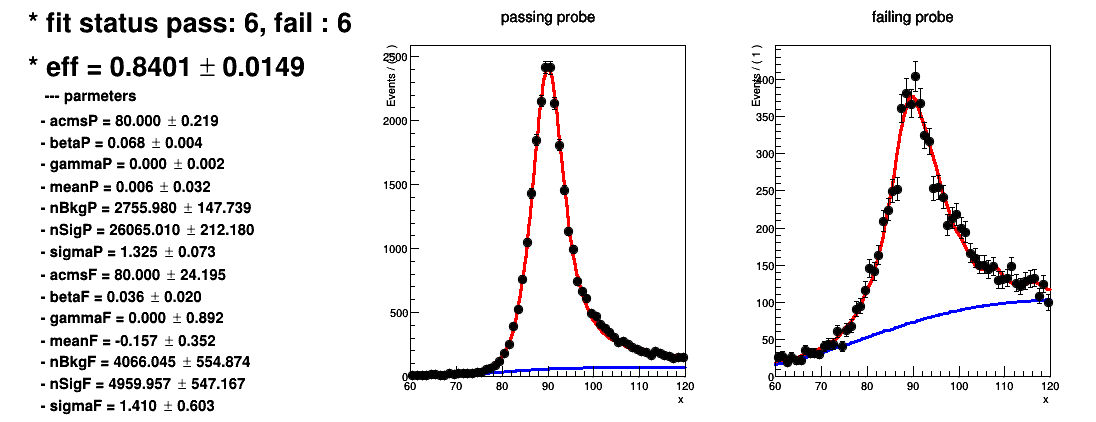 * fit status pass: 6, fail : 6
* eff = 0.8401 ± 0.0149
--- parmeters
- acmsP = 80.000 ± 0.219
- betaP = 0.068 ± 0.004
- gammaP = 0.000 ± 0.002
- meanP = 0.006 ± 0.032
- nBkgP = 2755.980 ± 147.739
- nSigP = 26065.010 ± 212.180
- sigmaP = 1.325 ± 0.073
- acmsF = 80.000 ± 24.195
- betaF = 0.036 ± 0.020
- gammaF = 0.000 ± 0.892
- meanF = -0.157 ± 0.352
- nBkgF = 4066.045 ± 554.874
- nSigF = 4959.957 ± 547.167
- sigmaF = 1.410 ± 0.603
passing probe
Events / ( 1 )
2500
2000
1500
1000
500
0
60 70 80 90 100 110 120
x
failing probe
Events / ( 1 )
400
350
300
250
200
150
100
50
0
60 70 80 90 100 110 120
x